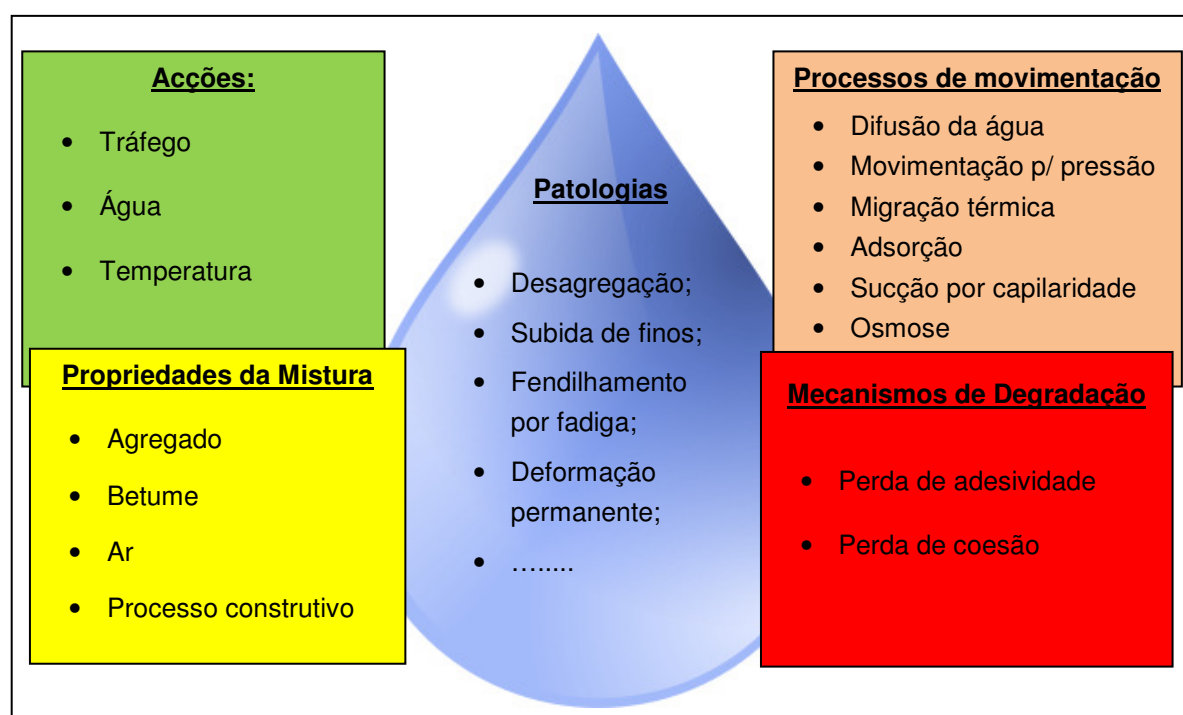 Acções:
• Tráfego
• Água
• Temperatura
Propriedades da Mistura
• Agregado
• Betume
• Ar
• Processo construtivo
Patologias
• Desagregação;
• Subida de finos;
• Fendilhamento
por fadiga;
• Deformação
permanente;
• ….....
Processos de movimentação
• Difusão da água
• Movimentação p/ pressão
• Migração térmica
• Adsorção
• Sucção por capilaridade
• Osmose
Mecanismos de Degradação
• Perda de adesividade
• Perda de coesão